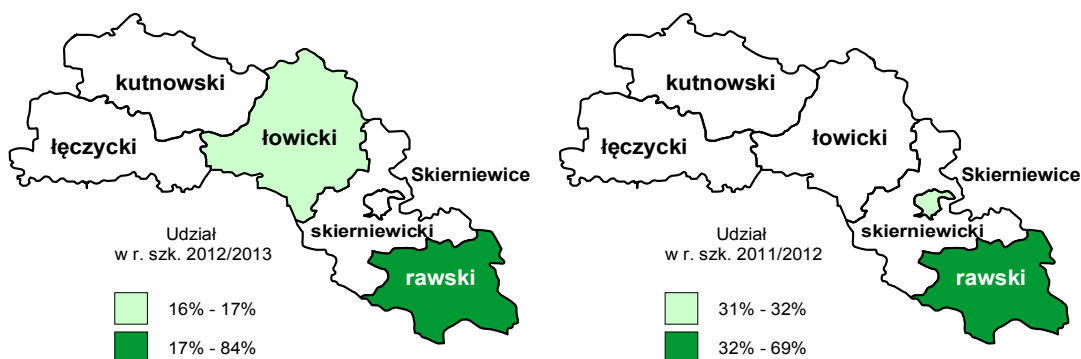 kutnowski
łęczycki
łowicki
Skierniewice
skierniewicki
rawski
Udział
w r. szk. 2012/2013
16% - 17%
17% - 84%
kutnowski
łęczycki
łowicki
Skierniewice
skierniewicki
rawski
Udział
w r. szk. 2011/2012
31% - 32%
32% - 69%